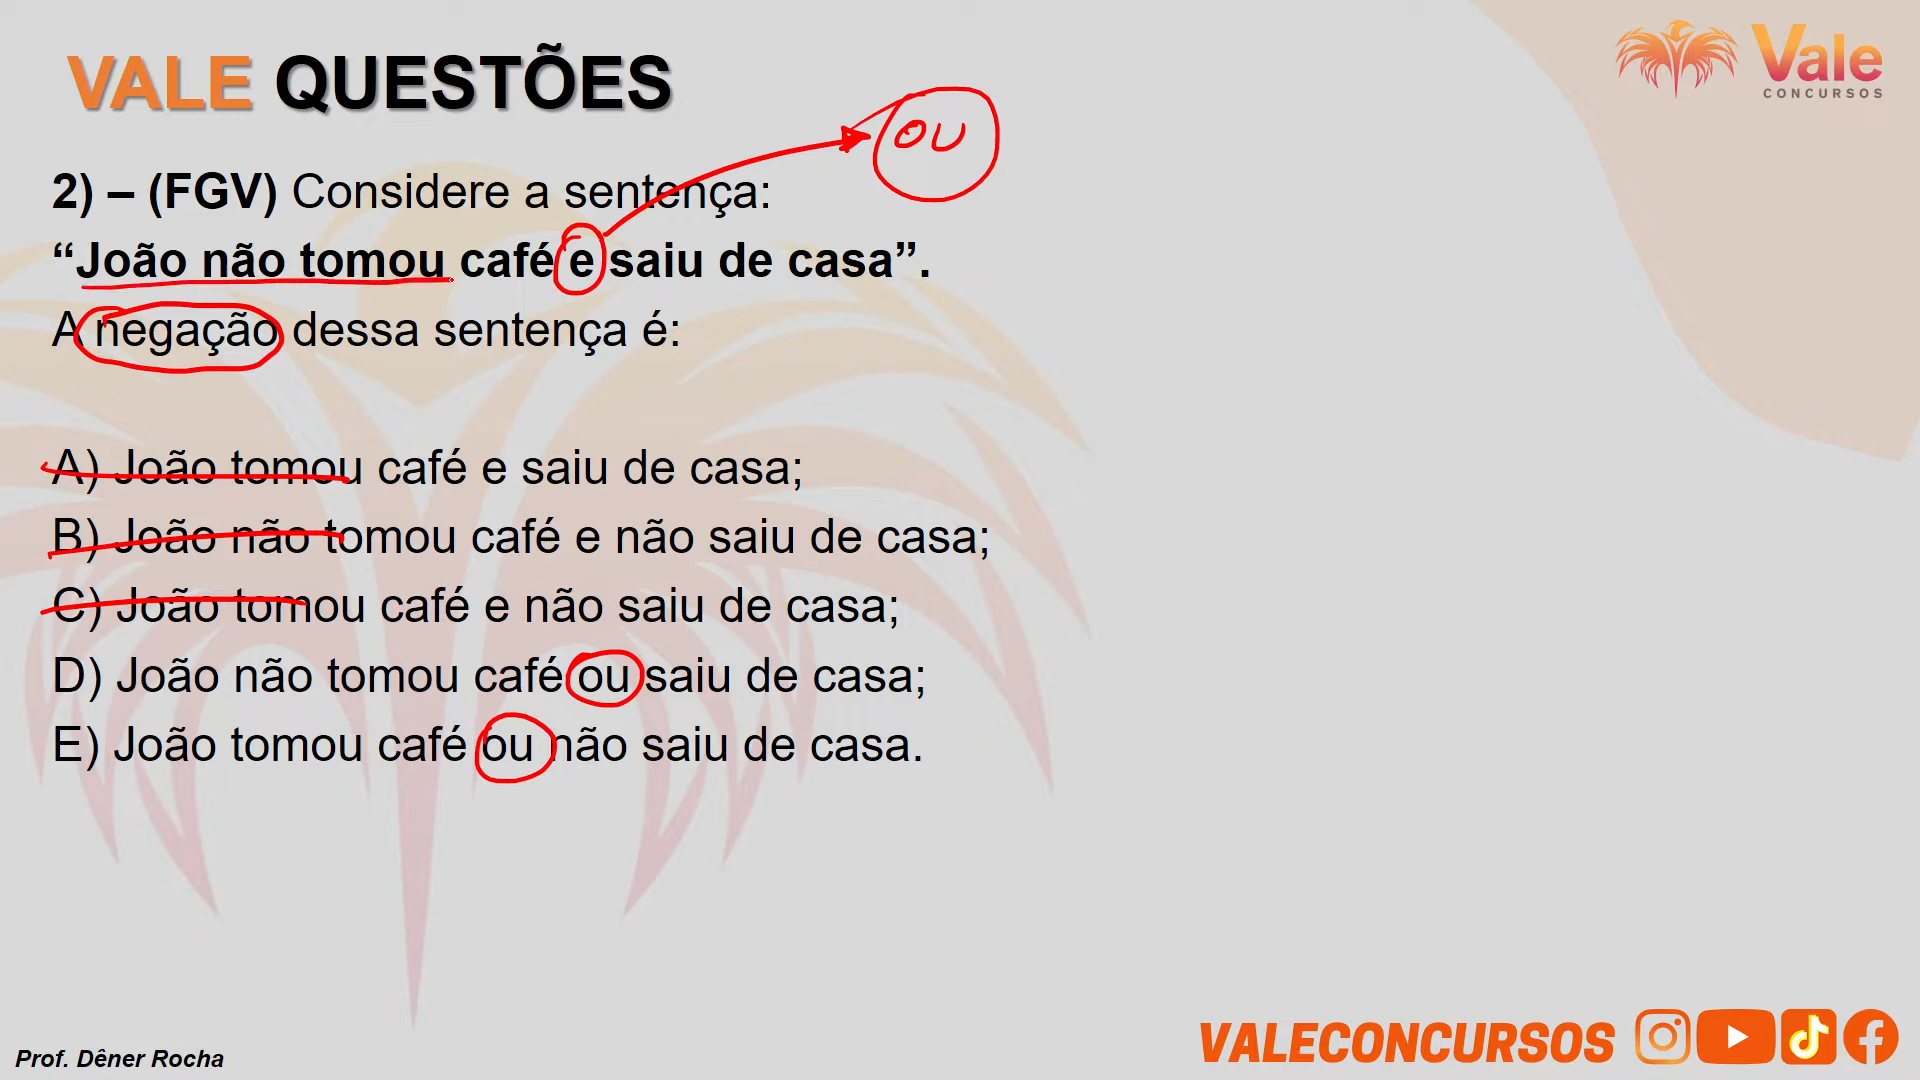 VALE QUESTÕES
Vale
CONCURSOS
OU
2) – (FGV) Considere a sentença:
“João não tomou café e saiu de casa”.
A negação dessa sentença é:
A) João tomou café e saiu de casa;
B) João não tomou café e não saiu de casa;
C) João tomou café e não saiu de casa;
D) João não tomou café ou saiu de casa;
E) João tomou café ou não saiu de casa.
Prof. Dêner Rocha
VALECONCURSOS